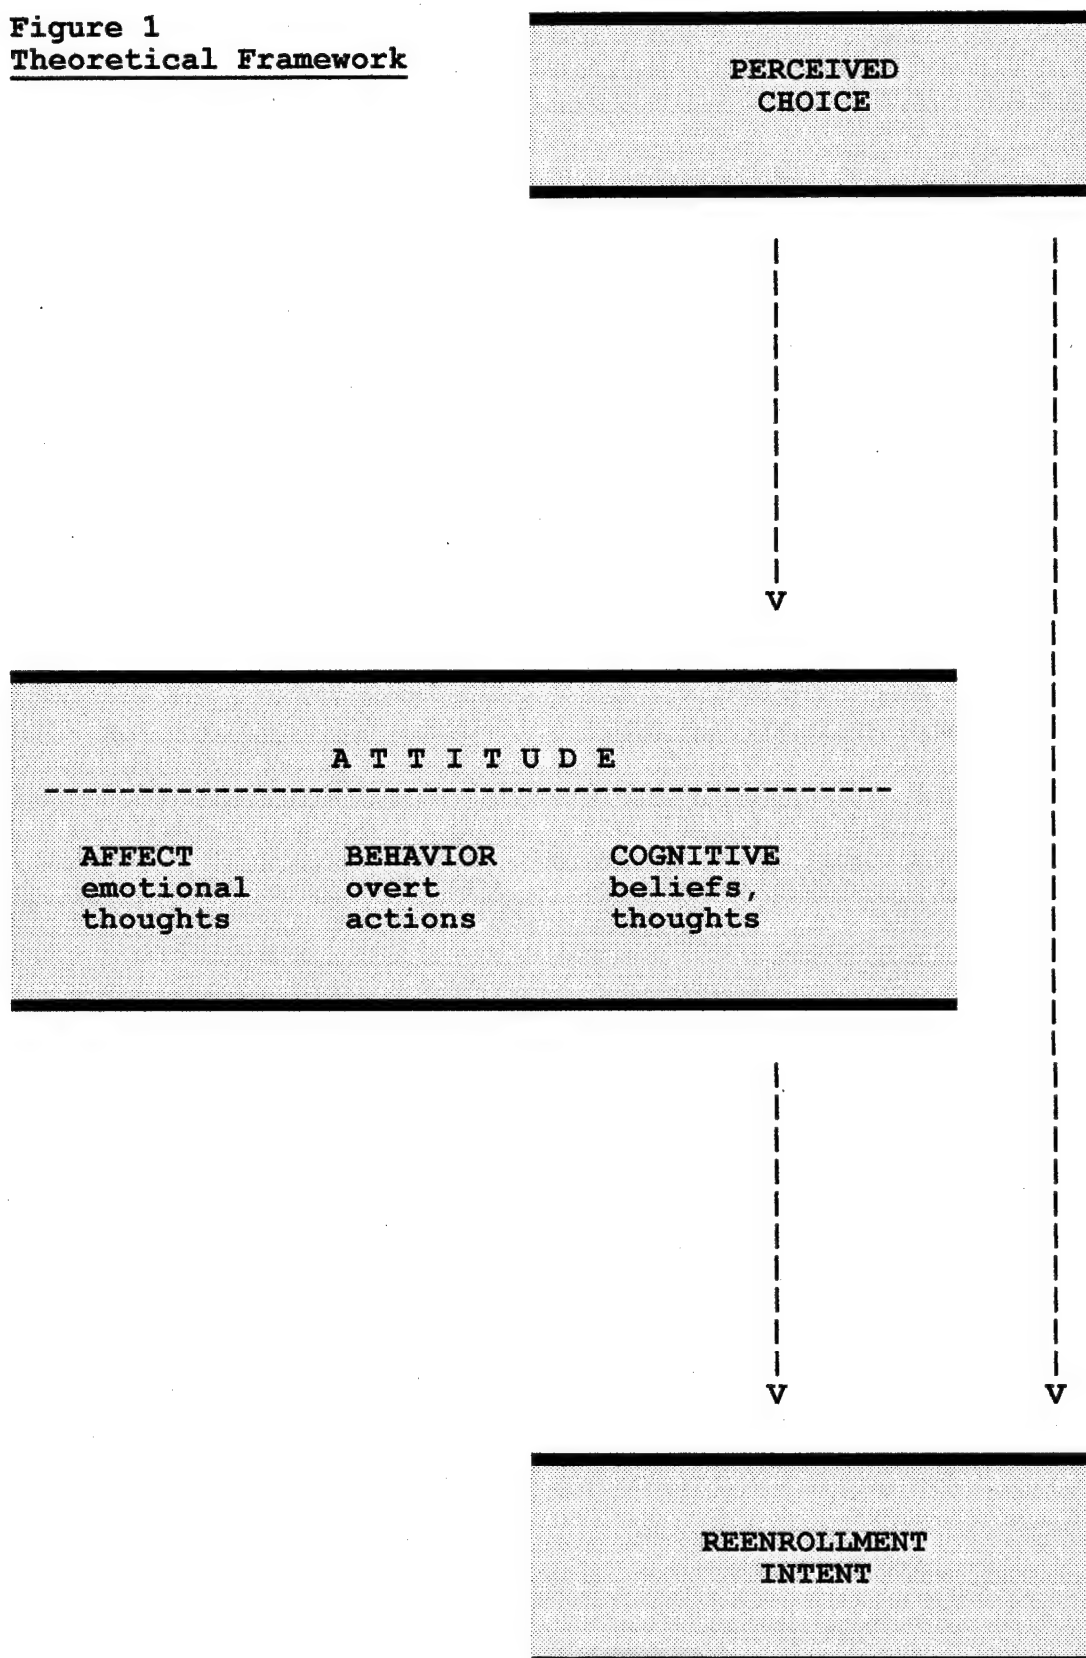 Figure 1
Theoretical Framework
PERCEIVED
CHOICE
A T T I T U D E
AFFECT BEHAVIOR COGNITIVE
emotional overt beliefs,
thoughts actions thoughts
REENROLLMENT
INTENT